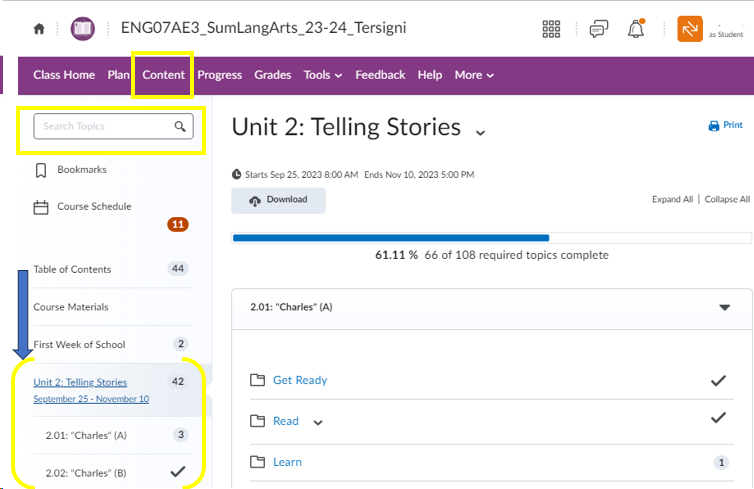 ENG07AE3_SumLangArts_23-24_Tersigni
as Student
Class Home Plan Content Progress Grades Tools Feedback Help More
Search Topics
Bookmarks
Course Schedule
11
Table of Contents 44
Course Materials
First Week of School 2
Unit 2: Telling Stories 42
September 25 - November 10
2.01: "Charles" (A) 3
2.02: "Charles" (B)
Unit 2: Telling Stories
Print
Starts Sep 25, 2023 8:00 AM Ends Nov 10, 2023 5:00 PM
Download
Expand All | Collapse All
61.11 % 66 of 108 required topics complete
2.01: "Charles" (A)
Get Ready
Read
Learn 1